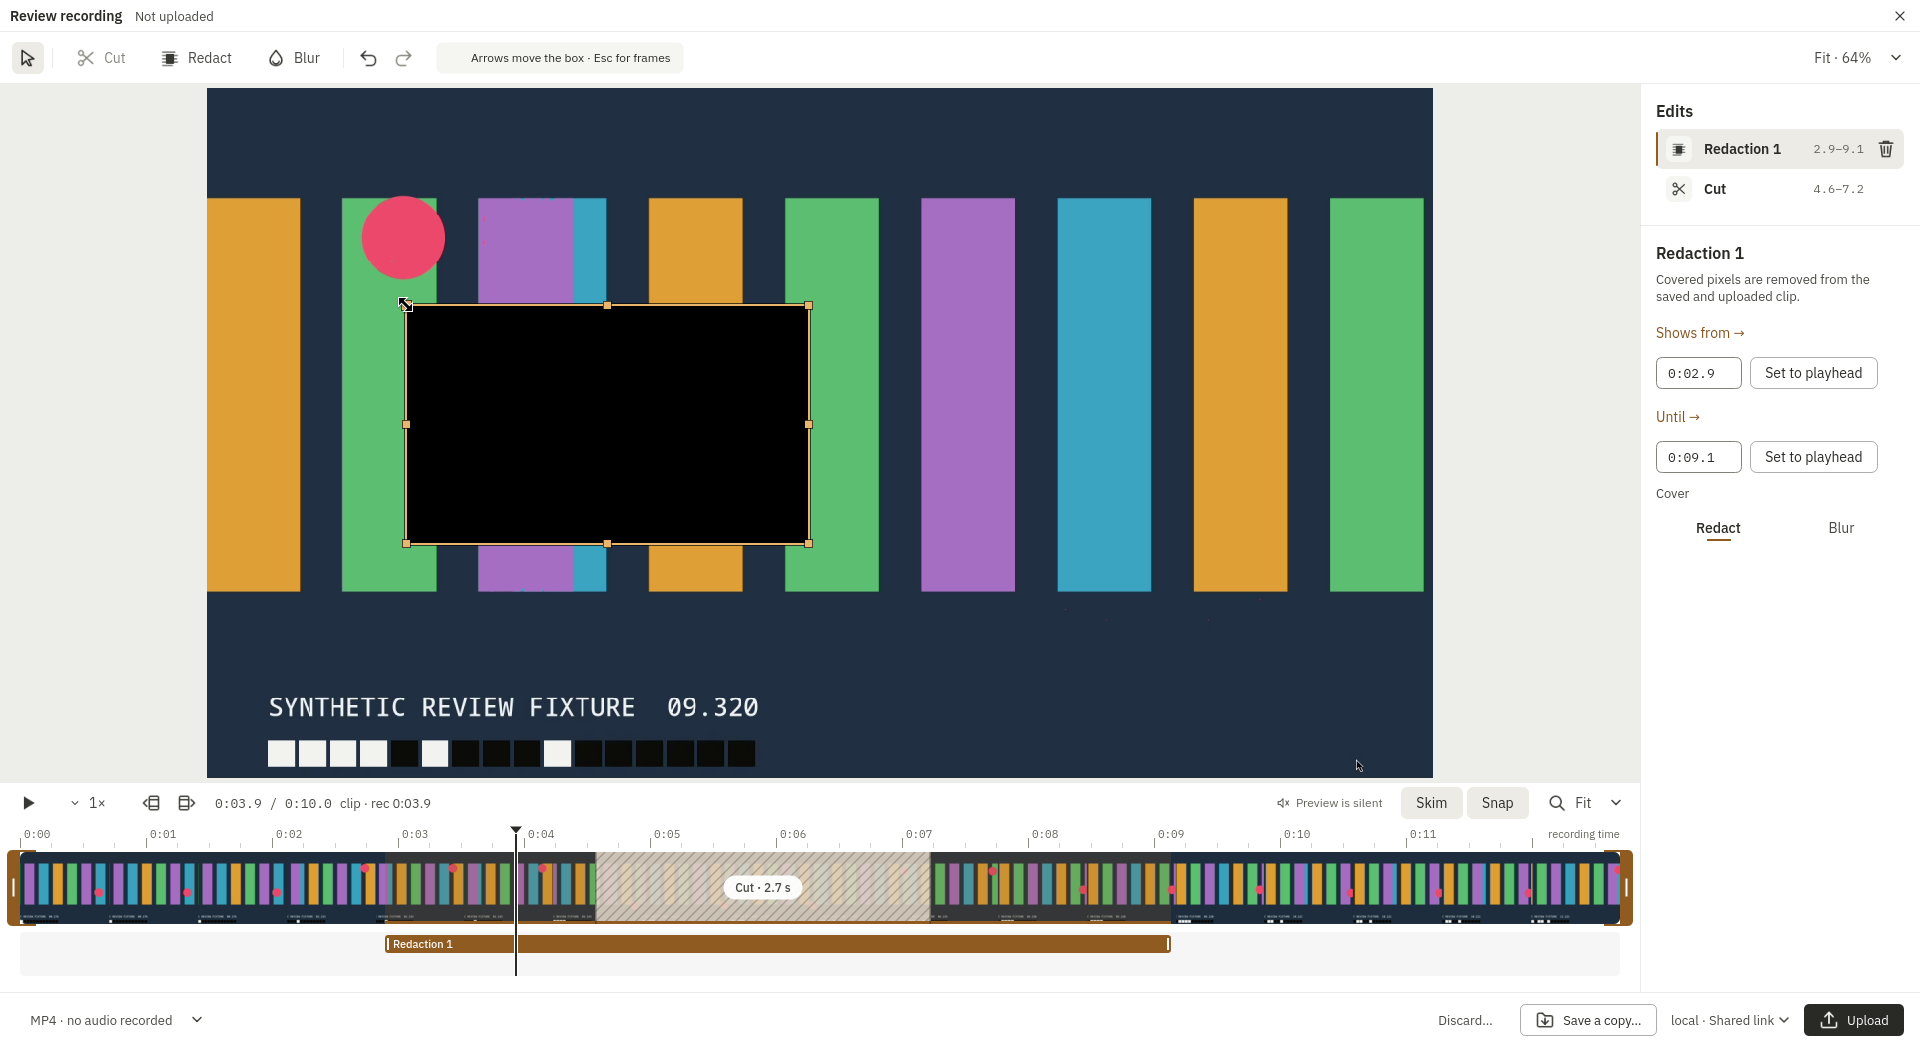 Review recording Not uploaded
Cut Redact Blur Arrows move the box · Esc for frames Fit · 64%
Edits
Redaction 1 2.9–9.1
Cut 4.6–7.2
Redaction 1
Covered pixels are removed from the
saved and uploaded clip.
Shows from →
0:02.9 Set to playhead
Until →
0:09.1 Set to playhead
Cover
Redact Blur
SYNTHETIC REVIEW FIXTURE 09.320
1× 0:03.9 / 0:10.0 clip · rec 0:03.9 Preview is silent Skim Snap Fit
0:00 0:01 0:02 0:03 0:04 0:05 0:06 0:07 0:08 0:09 0:10 0:11 recording time
Cut · 2.7 s
Redaction 1
MP4 · no audio recorded Discard... Save a copy... local · Shared link Upload